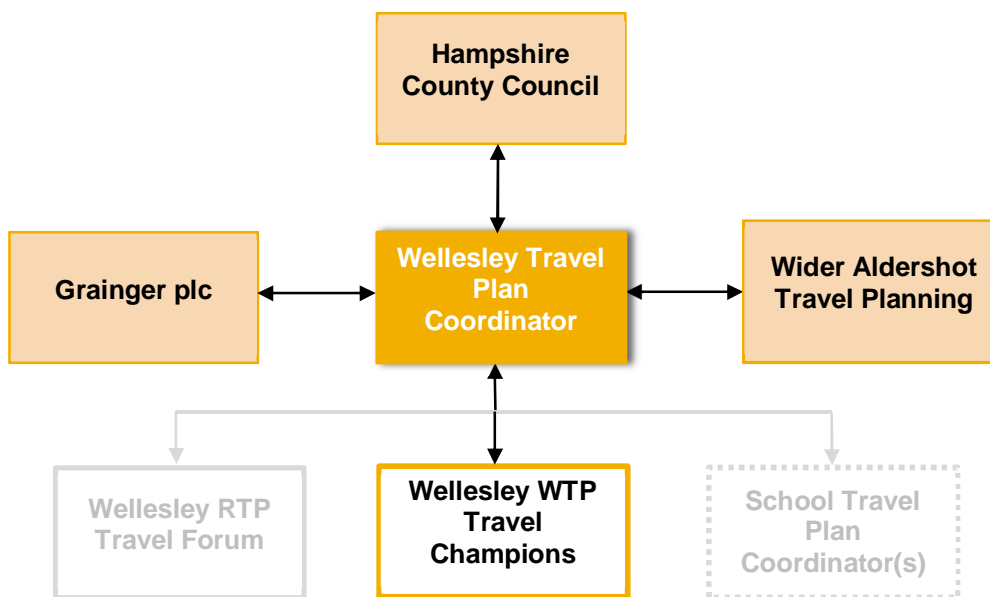 Hampshire
County Council
Grainger plc
Wellesley Travel
Plan
Coordinator
Wider Aldershot
Travel Planning
Wellesley RTP
Travel Forum
Wellesley WTP
Travel
Champions
School Travel
Plan
Coordinator(s)